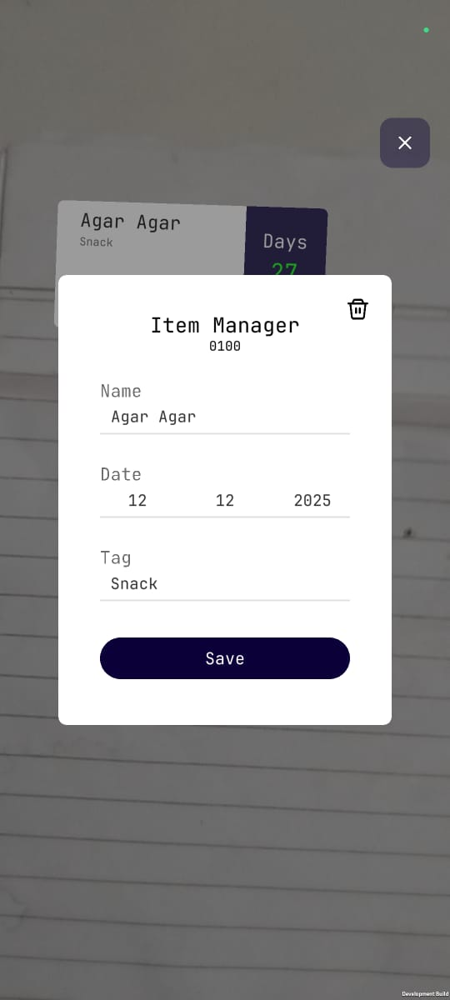 Agar Agar
Snack
Days
27
Item Manager
0100
Name
Agar Agar
Date
12 12 2025
Tag
Snack
Save
Development Build